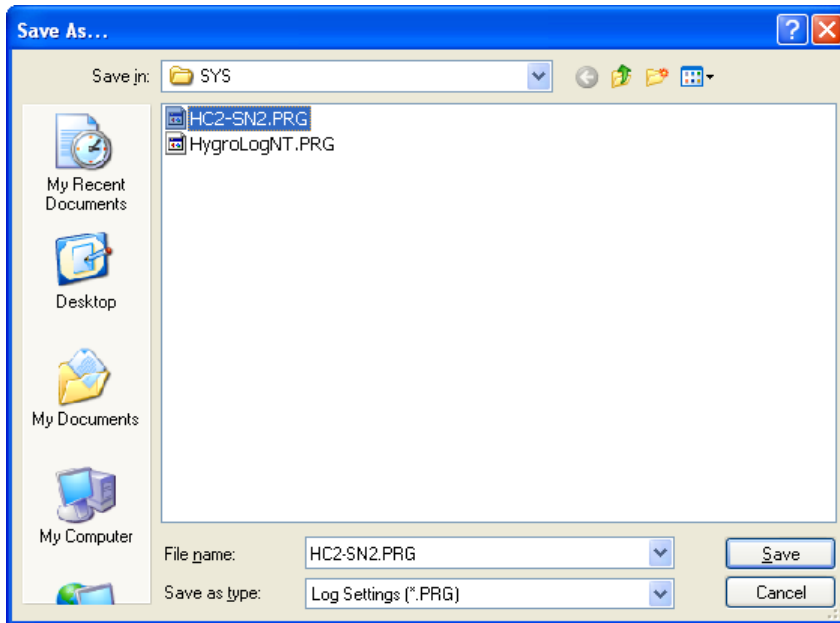 Save As...
Save in:
SYS
HC2-SN2.PRG
HygroLogNT.PRG
My Recent
Documents
Desktop
My Documents
My Computer
File name:
HC2-SN2.PRG
Save
Save as type:
Log Settings (*.PRG)
Cancel